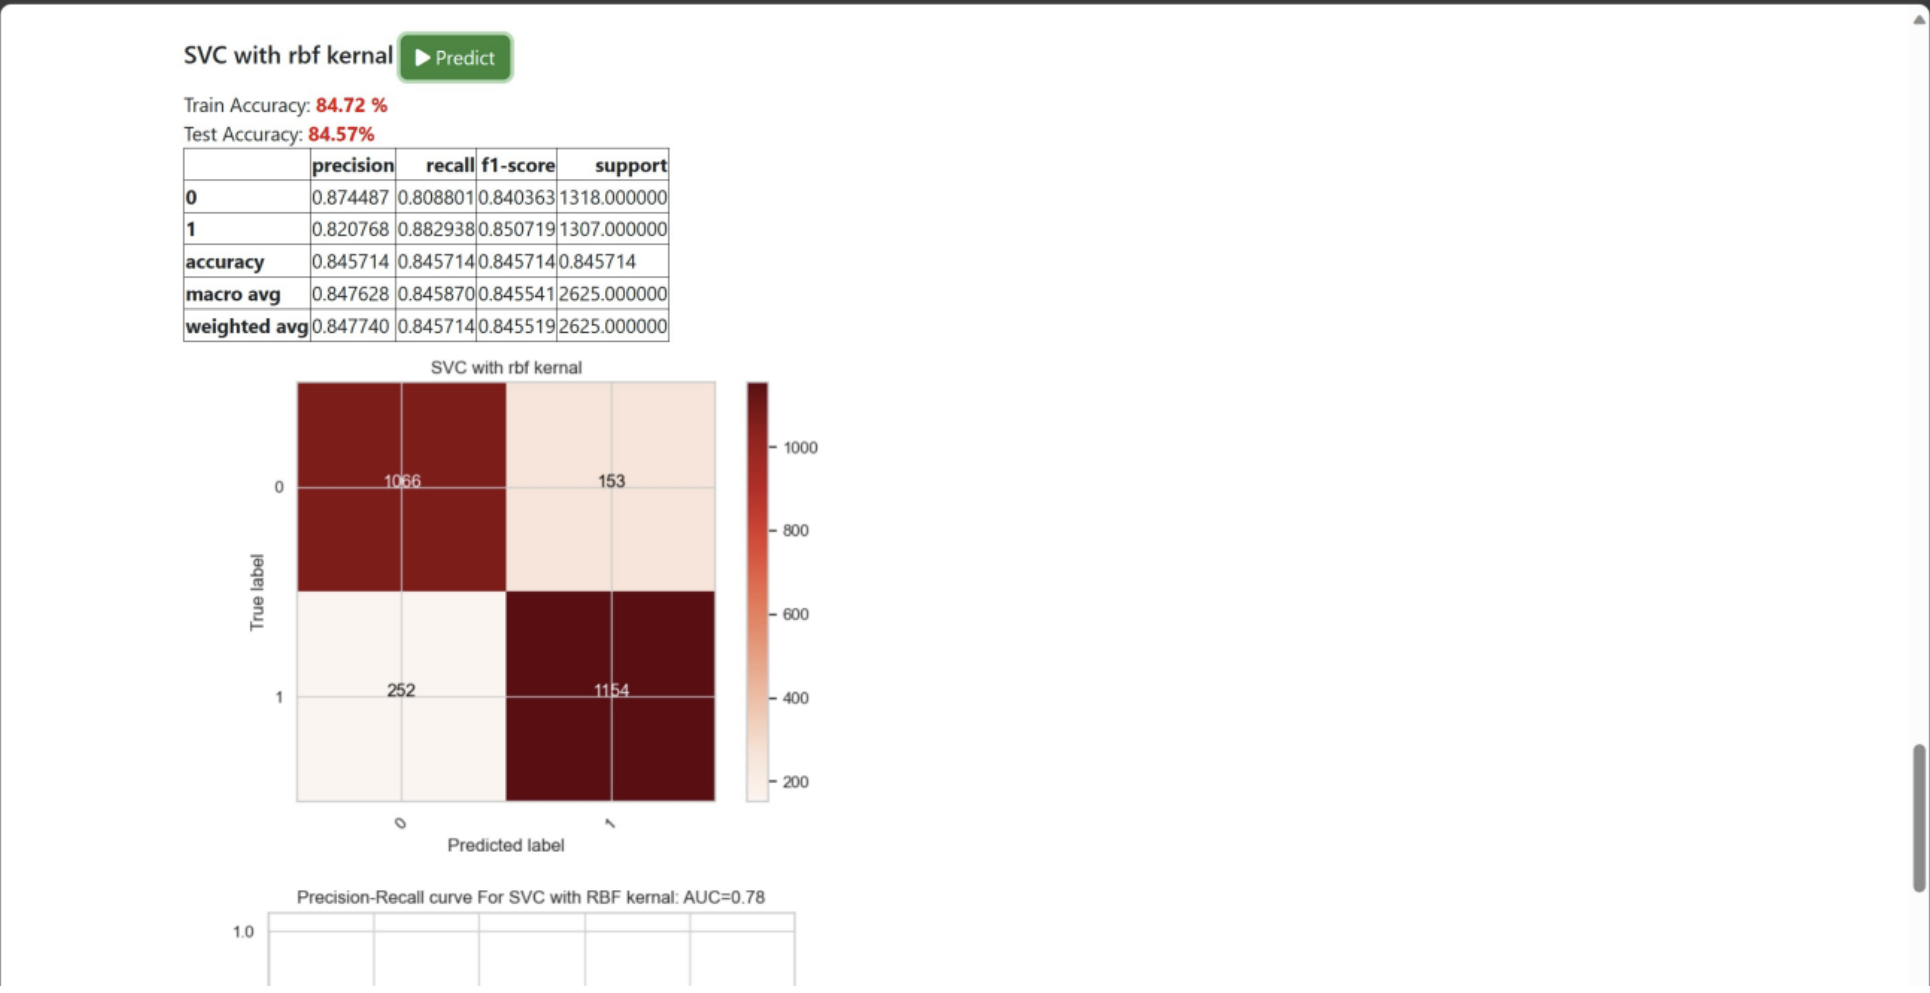 SVC with rbf kernal Predict
Train Accuracy: 84.72 %
Test Accuracy: 84.57%
precision recall f1-score support
0 0.874487 0.808801 0.840363 1318.000000
1 0.820768 0.882938 0.850719 1307.000000
accuracy 0.845714 0.845714 0.845714 0.845714
macro avg 0.847628 0.845870 0.845541 2625.000000
weighted avg 0.847740 0.845714 0.845519 2625.000000
SVC with rbf kernal
1000
1066 153
0
800
True label
600
252 1154
1 400
200
0 1
Predicted label
Precision-Recall curve For SVC with RBF kernal: AUC=0.78
1.0